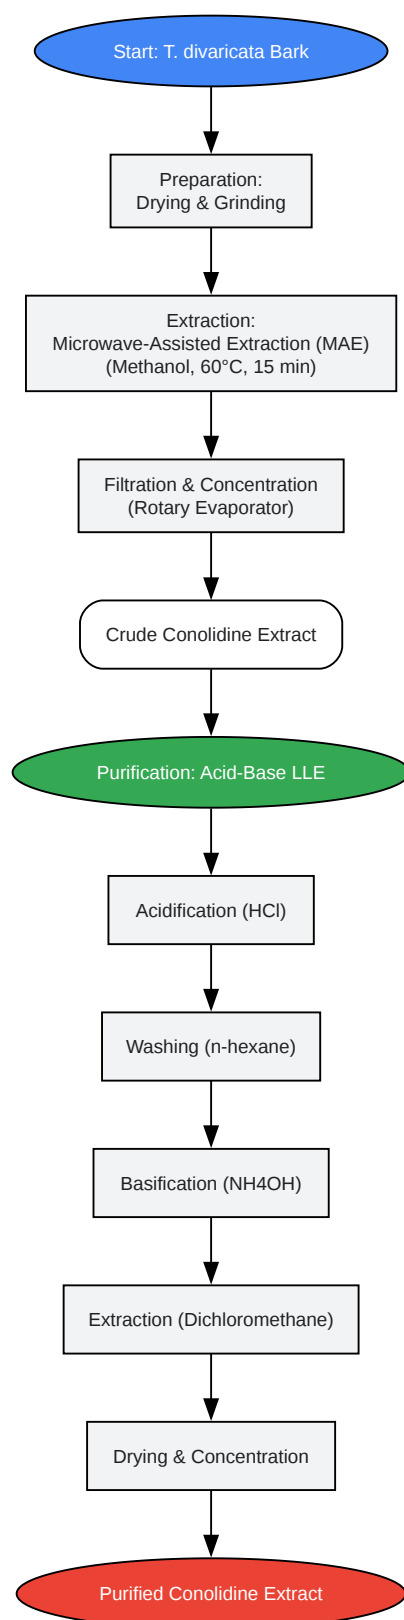 Start: T. divaricata Bark
Preparation:
Drying & Grinding
Extraction:
Microwave-Assisted Extraction (MAE)
(Methanol, 60°C, 15 min)
Filtration & Concentration
(Rotary Evaporator)
Crude Conolidine Extract
Purification: Acid-Base LLE
Acidification (HCl)
Washing (n-hexane)
Basification (NH4OH)
Extraction (Dichloromethane)
Drying & Concentration
Purified Conolidine Extract